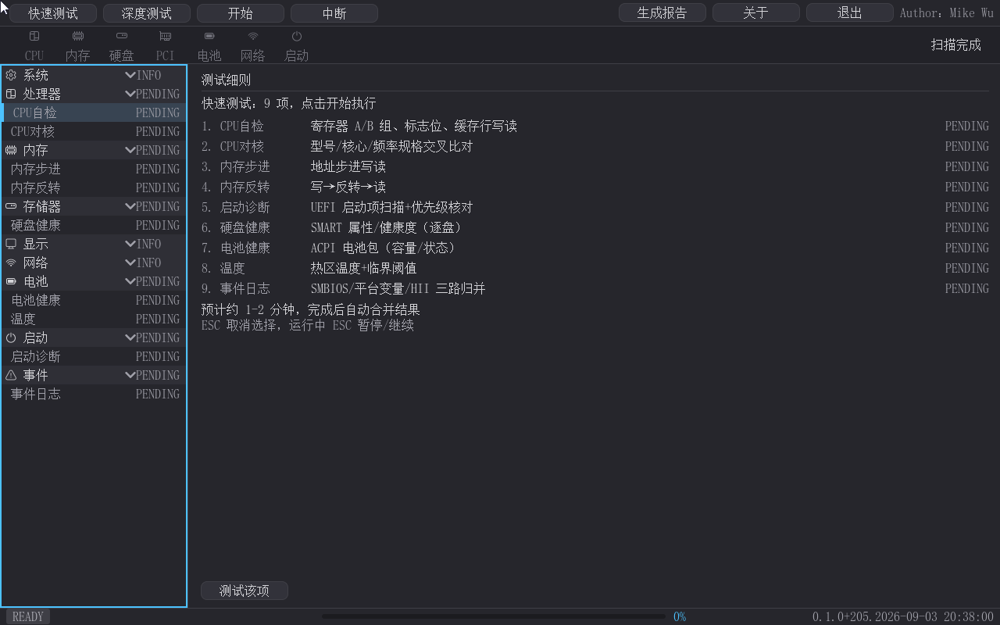 快速测试 深度测试 开始 中断 生成报告 关于 退出 Author: Mike Wu
CPU 内存 硬盘 PCI 电池 网络 启动 扫描完成
系统 INFO
处理器 PENDING
CPU自检 PENDING
CPU对核 PENDING
内存 PENDING
内存步进 PENDING
内存反转 PENDING
存储器 PENDING
硬盘健康 PENDING
显示 INFO
网络 INFO
电池 PENDING
电池健康 PENDING
温度 PENDING
启动 PENDING
启动诊断 PENDING
事件 PENDING
事件日志 PENDING
测试细则
快速测试：9 项，点击开始执行
1. CPU自检 寄存器 A/B 组、标志位、缓存行写读 PENDING
2. CPU对核 型号/核心/频率规格交叉比对 PENDING
3. 内存步进 地址步进写读 PENDING
4. 内存反转 写→反转→读 PENDING
5. 启动诊断 UEFI 启动项扫描+优先级核对 PENDING
6. 硬盘健康 SMART 属性/健康度（逐盘） PENDING
7. 电池健康 ACPI 电池包（容量/状态） PENDING
8. 温度 热区温度+临界阈值 PENDING
9. 事件日志 SMBIOS/平台变量/HII 三路归并 PENDING
预计约 1-2 分钟，完成后自动合并结果
ESC 取消选择，运行中 ESC 暂停/继续
测试该项
READY 0% 0.1.0+205.2026-09-03 20:38:00